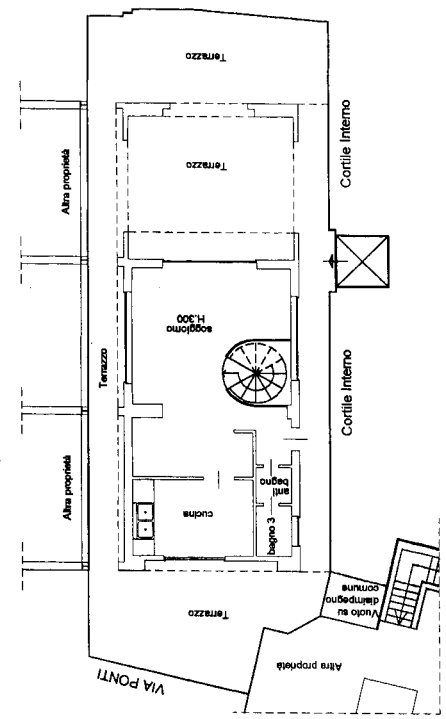 Terrazzo
Terrazzo
Altra proprietà
Cortile Interno
soggiorno
H.300
Terrazzo
Cortile Interno
Altra proprietà
cucina
anti
bagno
bagno 3
Terrazzo
Vuoto su
disimpegno
comune
Altra proprietà
VIA PONTI